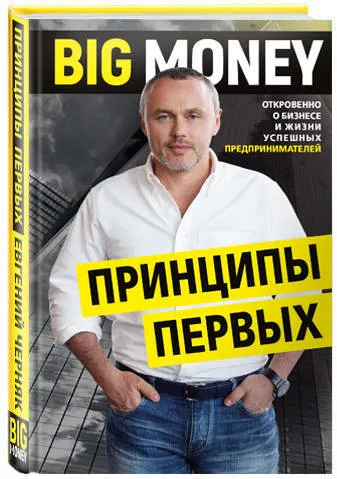 BIG MONEY
ОТКРОВЕННО
О БИЗНЕСЕ
И ЖИЗНИ
УСПЕШНЫХ
ПРЕДПРИНИМАТЕЛЕЙ
ПРИНЦИПЫ
ПЕРВЫХ
ПРИНЦИПЫ ПЕРВЫХ ЕВГЕНИЙ ЧЕРНЯК
BIG
MONEY